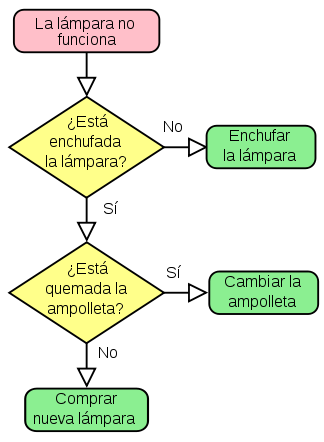 La lámpara no
funciona
¿Está
enchufada
la lámpara?
No
Enchufar
la lámpara
Sí
¿Está
quemada la
ampolleta?
Sí
Cambiar la
ampolleta
No
Comprar
nueva lámpara